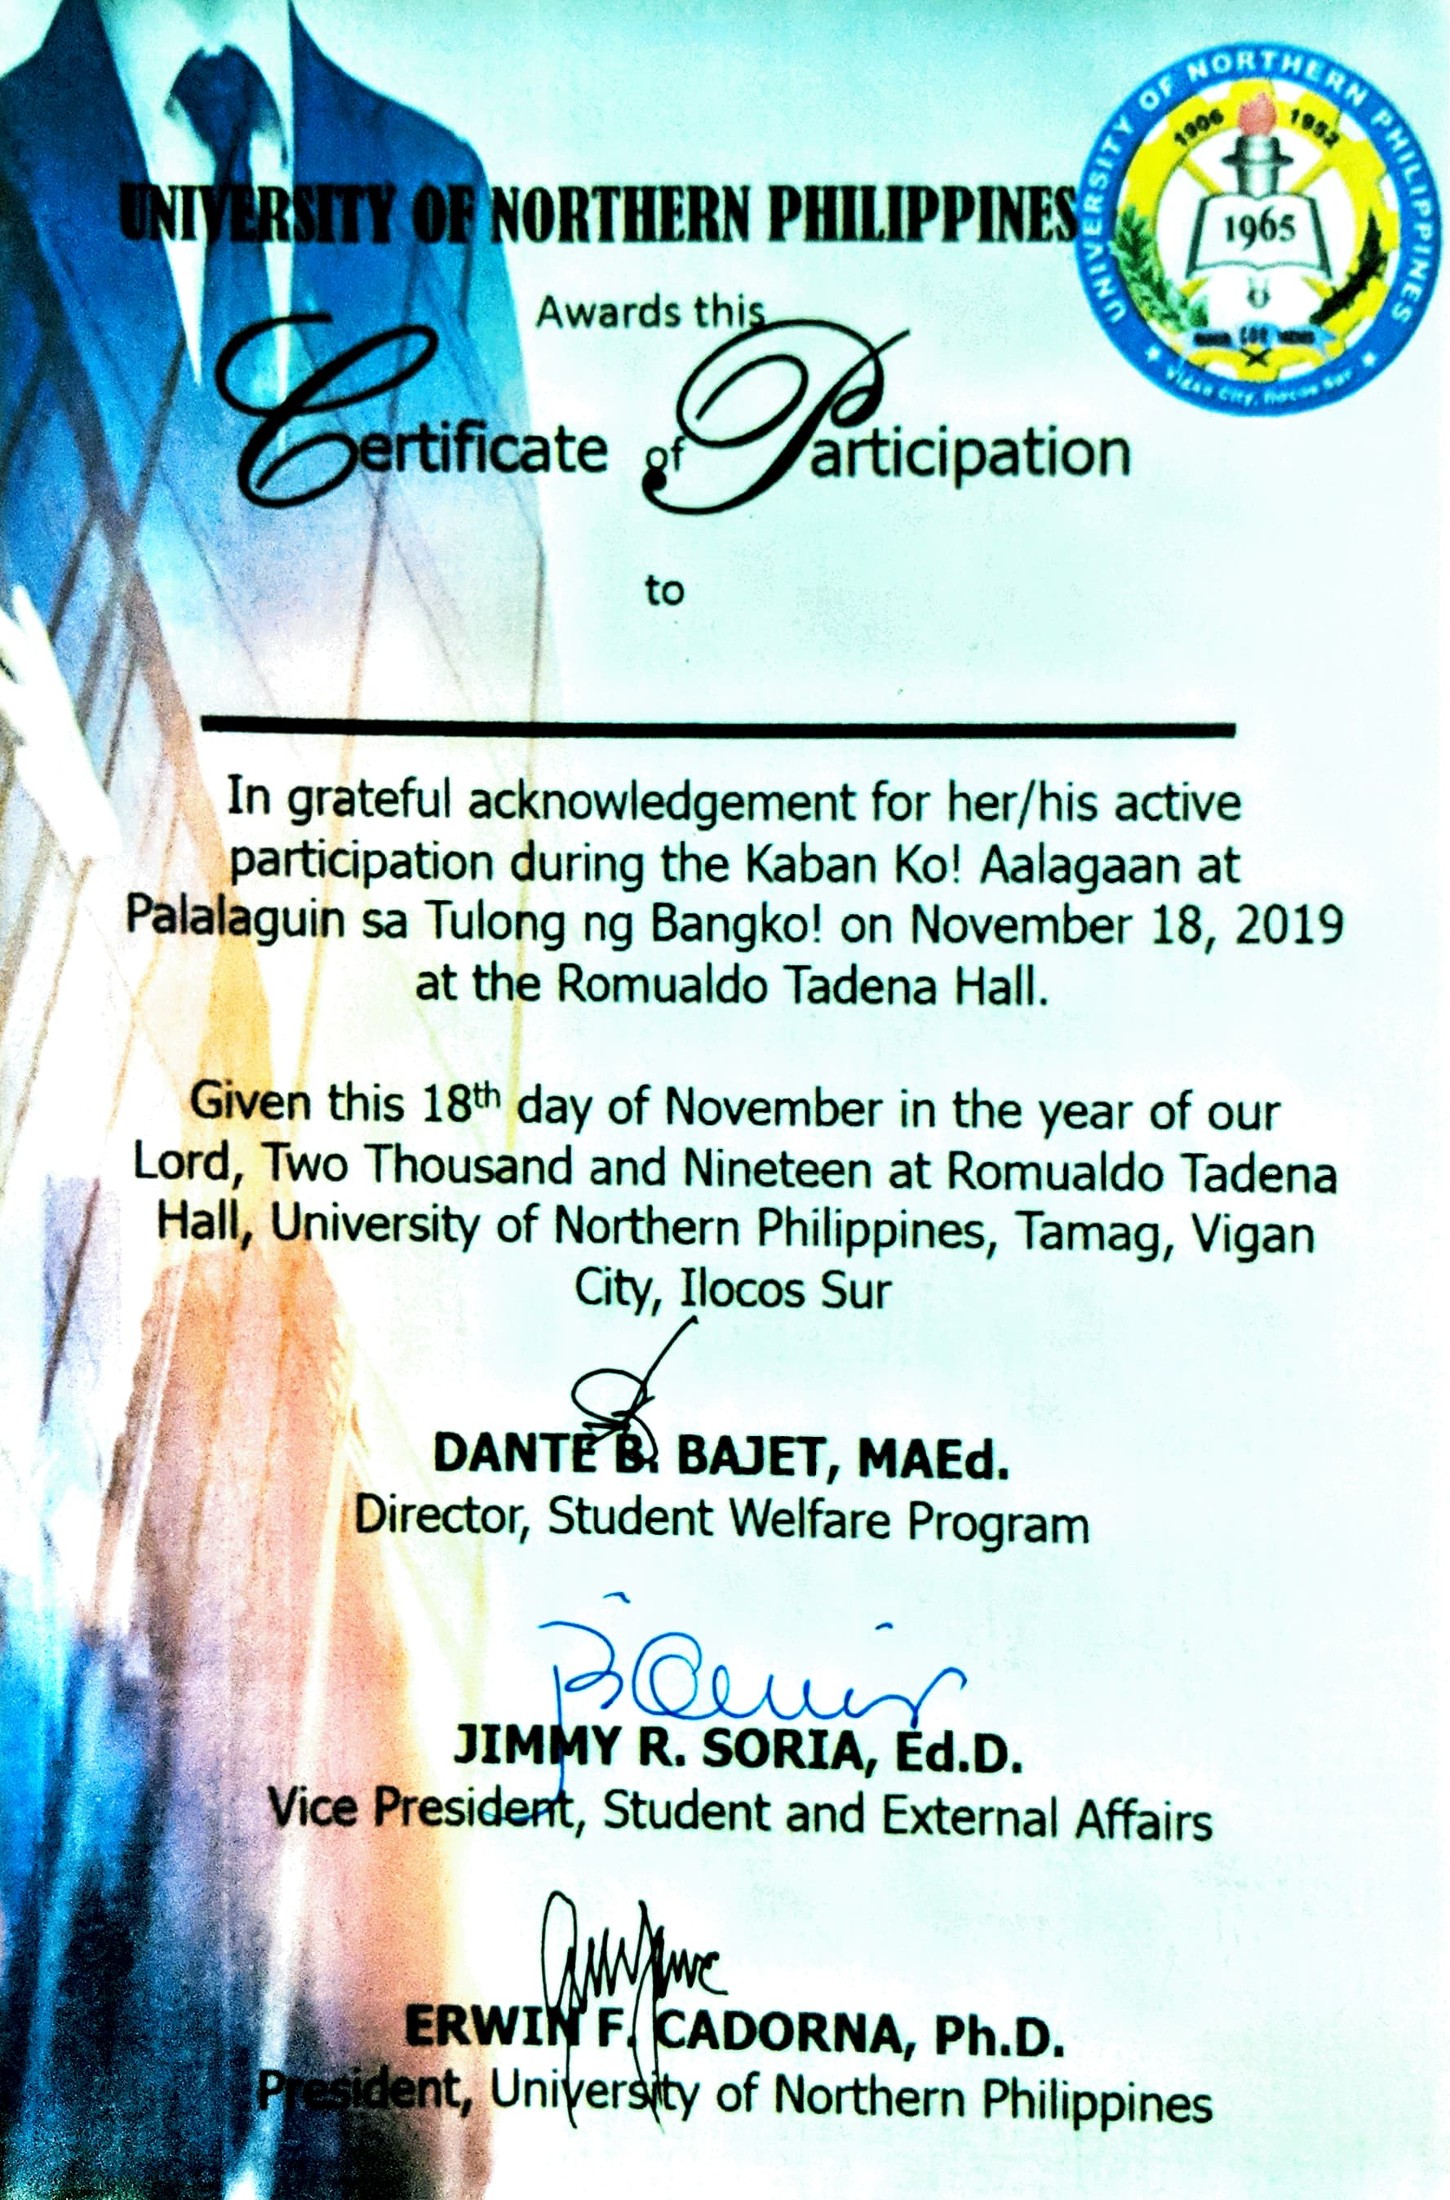 UNIVERSITY OF NORTHERN PHILIPPINES
UNIVERSITY OF NORTHERN PHILIPPINES
1906 1952
1965
Vigan City, Ilocos Sur
Awards this
Certificate of Participation
to
In grateful acknowledgement for her/his active
participation during the Kaban Ko! Aalagaan at
Palalaguin sa Tulong ng Bangko! on November 18, 2019
at the Romualdo Tadena Hall.
Given this 18th day of November in the year of our
Lord, Two Thousand and Nineteen at Romualdo Tadena
Hall, University of Northern Philippines, Tamag, Vigan
City, Ilocos Sur
DANTE B. BAJET, MAEd.
Director, Student Welfare Program
JIMMY R. SORIA, Ed.D.
Vice President, Student and External Affairs
ERWIN F. CADORNA, Ph.D.
President, University of Northern Philippines